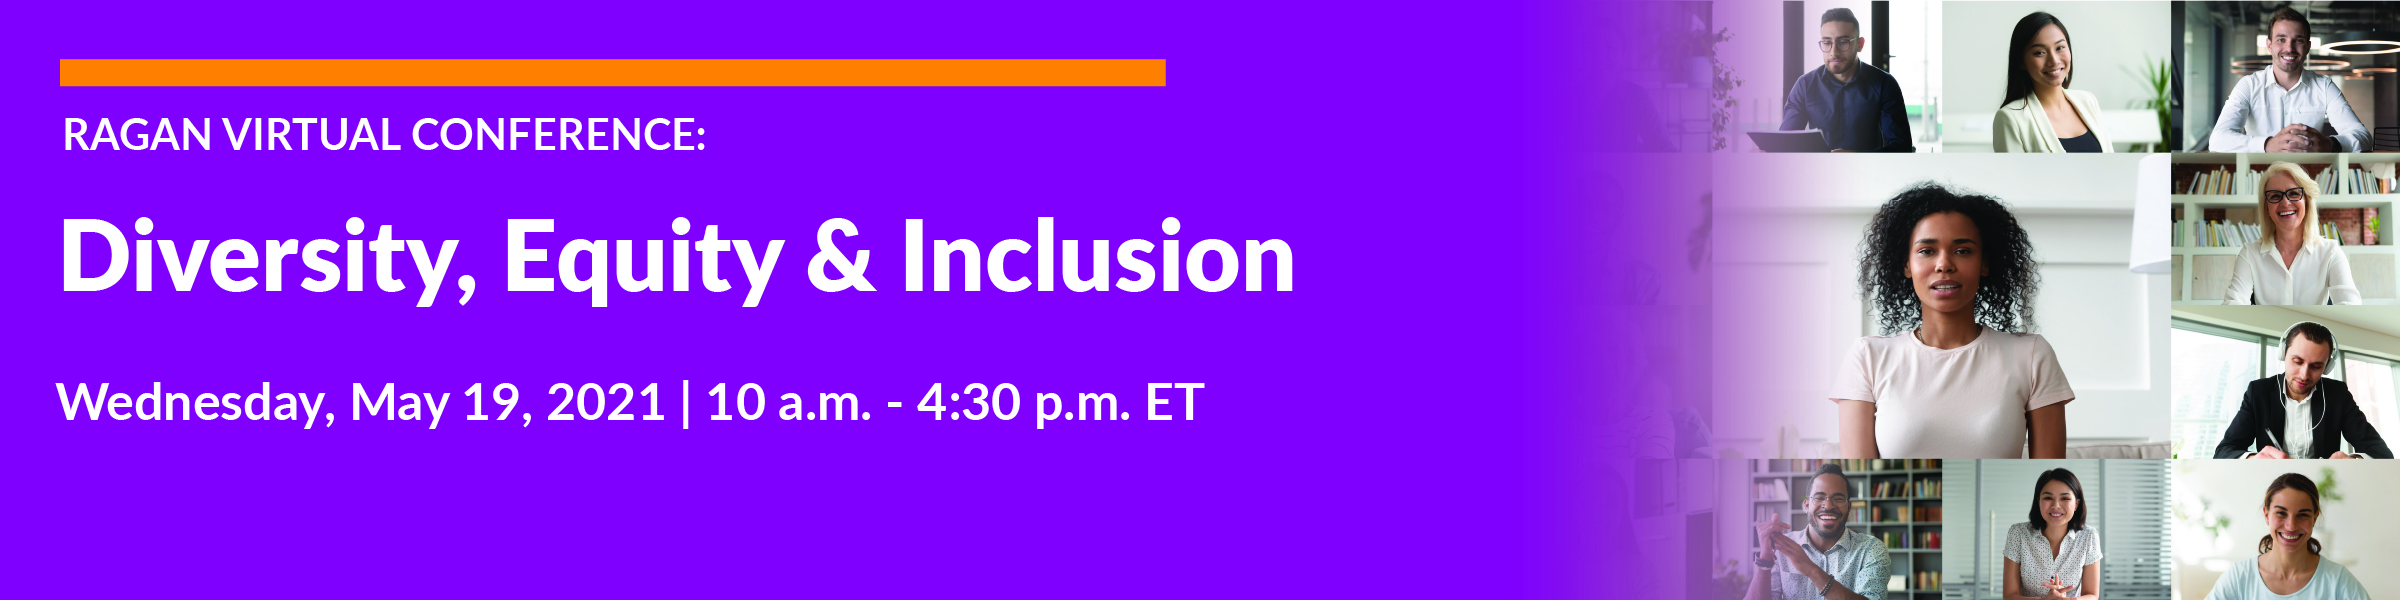 RAGAN VIRTUAL CONFERENCE:
Diversity, Equity & Inclusion
Wednesday, May 19, 2021 | 10 a.m. - 4:30 p.m. ET